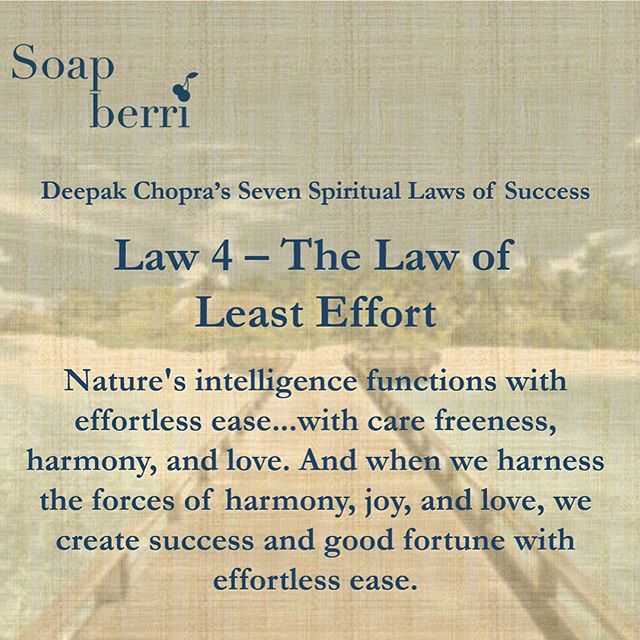 Soap
berri
Deepak Chopra’s Seven Spiritual Laws of Success
Law 4 – The Law of
Least Effort
Nature's intelligence functions with
effortless ease...with care freeness,
harmony, and love. And when we harness
the forces of harmony, joy, and love, we
create success and good fortune with
effortless ease.